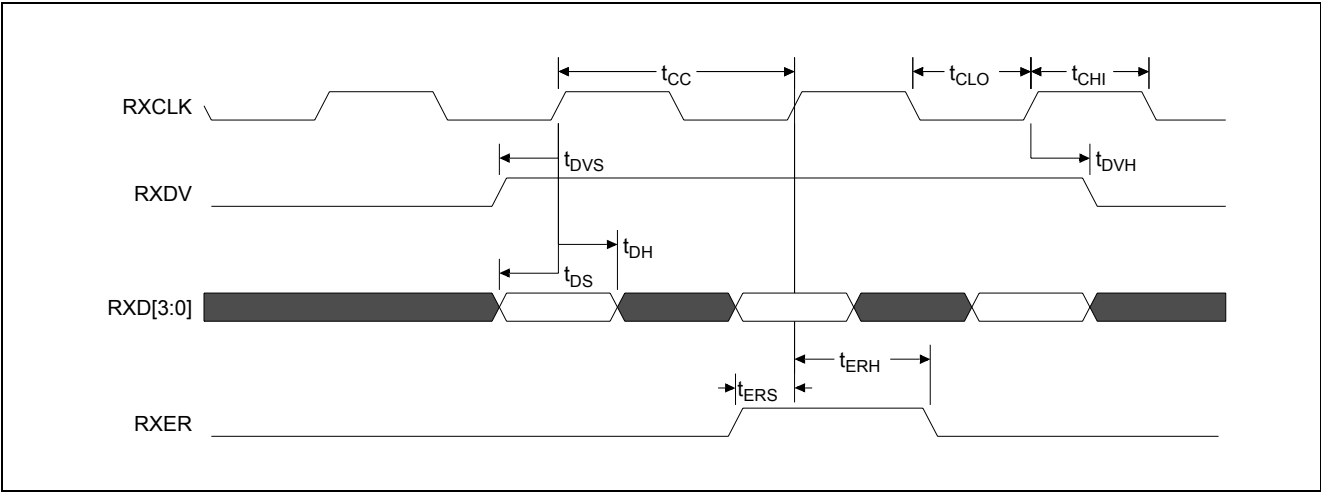 tCC
tCLO
tCHI
RXCLK
tDVS
tDVH
RXDV
tDH
tDS
RXD[3:0]
tERH
tERS
RXER